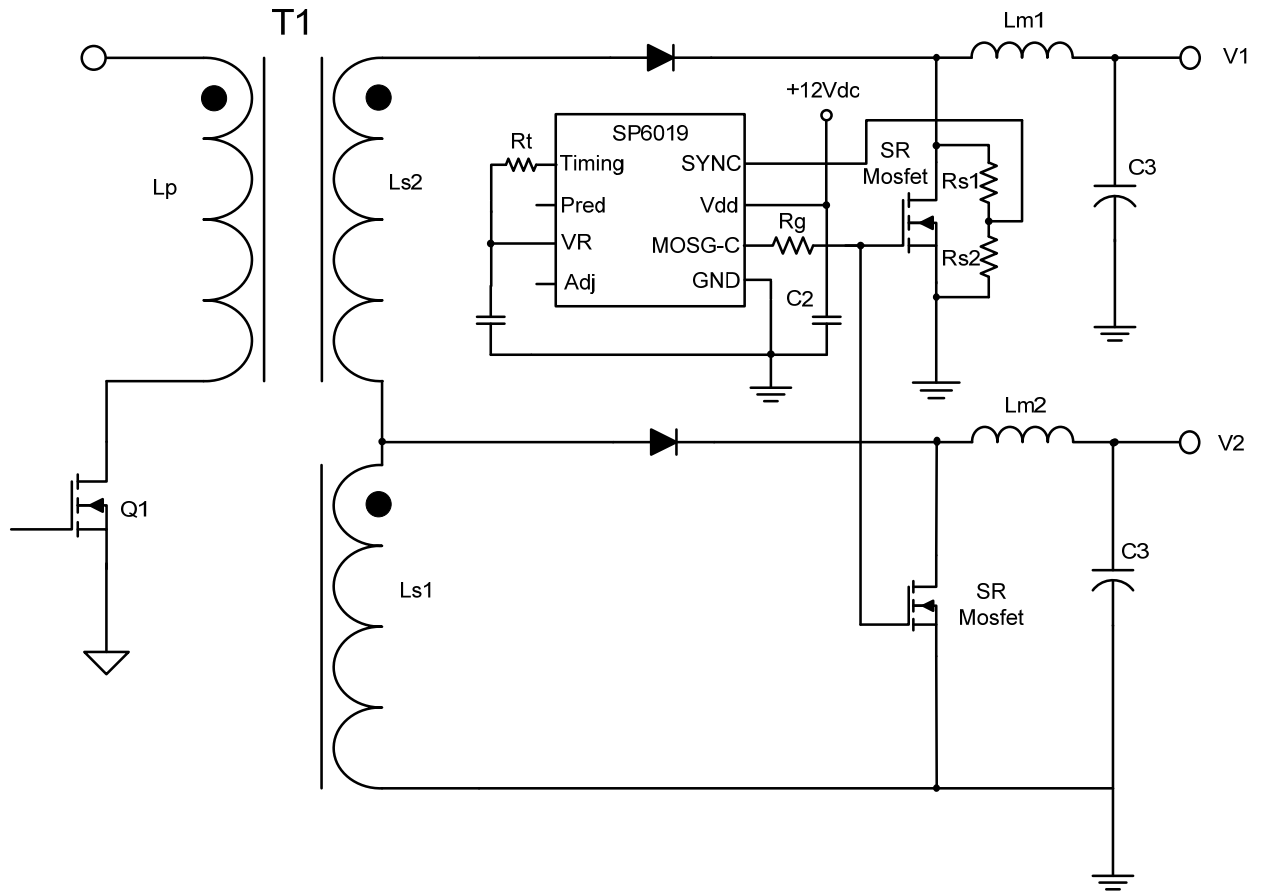 T1
Lm1
V1
+12Vdc
SP6019
Rt
Timing
SYNC
SR
Mosfet
Rs1
C3
Lp
Ls2
Pred
Vdd
Rg
VR
MOSG-C
Rs2
Adj
GND
C2
Lm2
V2
Q1
C3
Ls1
SR
Mosfet